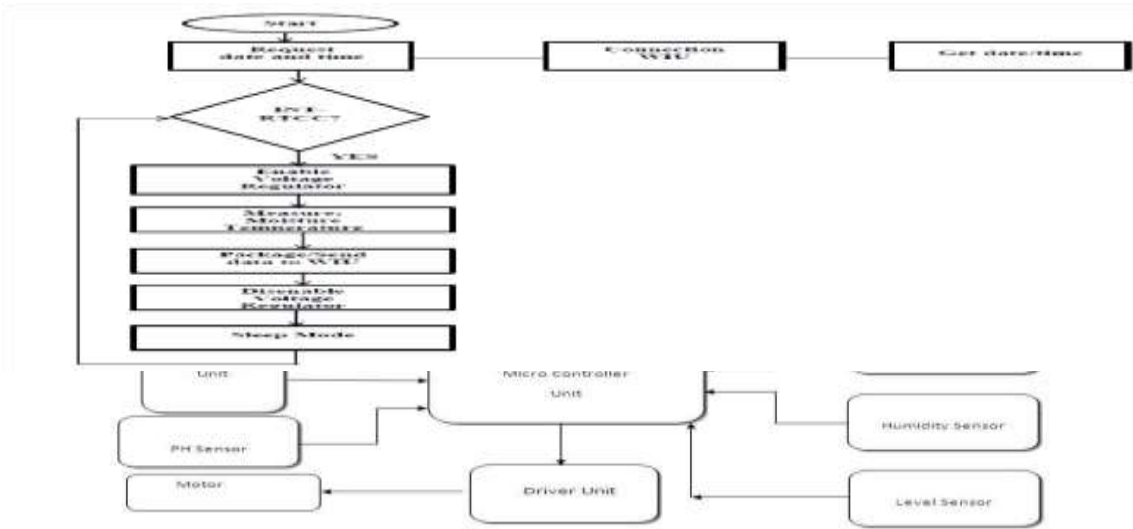 Start
Request
date and time
Connection
WIU
Get date/time
INT-
RTCC?
YES
Enable
Voltage
Regulator
Measure:
Moisture
Temnerature
Package/Send
data to WIU
Disenable
Voltage
Regulator
Sleep Mode
Unit
Micro Controller
Unit
Humidity Sensor
PH Sensor
Motor
Driver Unit
Level Sensor